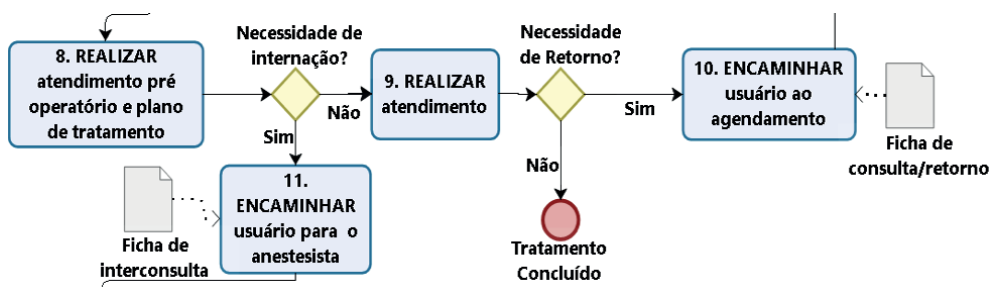 8. REALIZAR
atendimento pré
operatório e plano
de tratamento
Necessidade de
internação?
Não
Sim
9. REALIZAR
atendimento
Necessidade
de Retorno?
Sim
Não
10. ENCAMINHAR
usuário ao
agendamento
Ficha de
consulta/retorno
11.
ENCAMINHAR
usuário para o
anestesista
Ficha de
interconsulta
Tratamento
Concluído